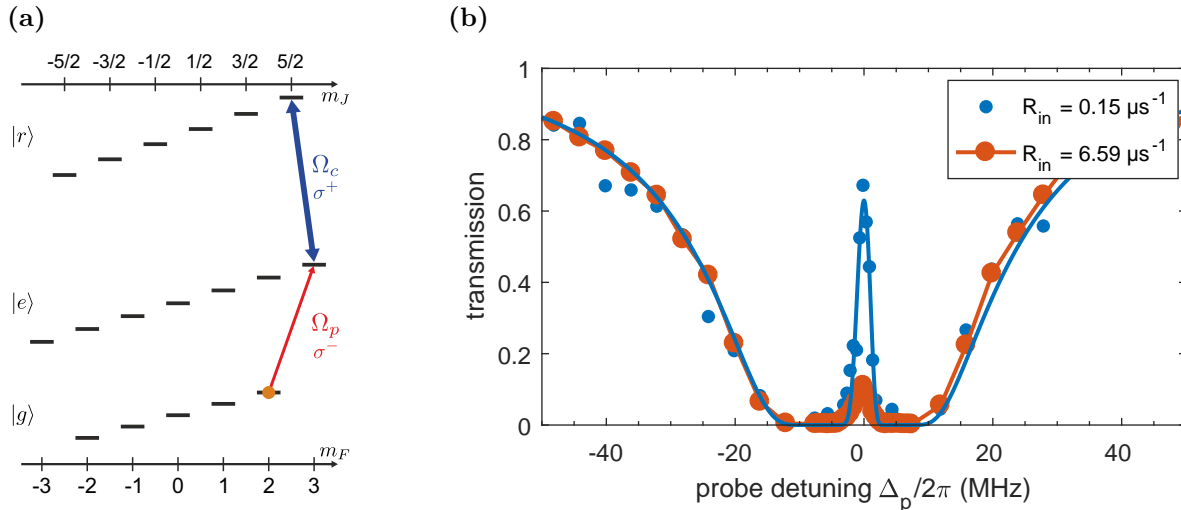 (a)
-5/2 -3/2 -1/2 1/2 3/2 5/2
m_J
|r⟩
Ω_c
σ⁺
|e⟩
Ω_p
σ⁻
|g⟩
m_F
-3 -2 -1 0 1 2 3
(b)
1
0.8
0.6
0.4
0.2
0
transmission
R_in = 0.15 µs⁻¹
R_in = 6.59 µs⁻¹
-40 -20 0 20 40
probe detuning Δ_p/2π (MHz)